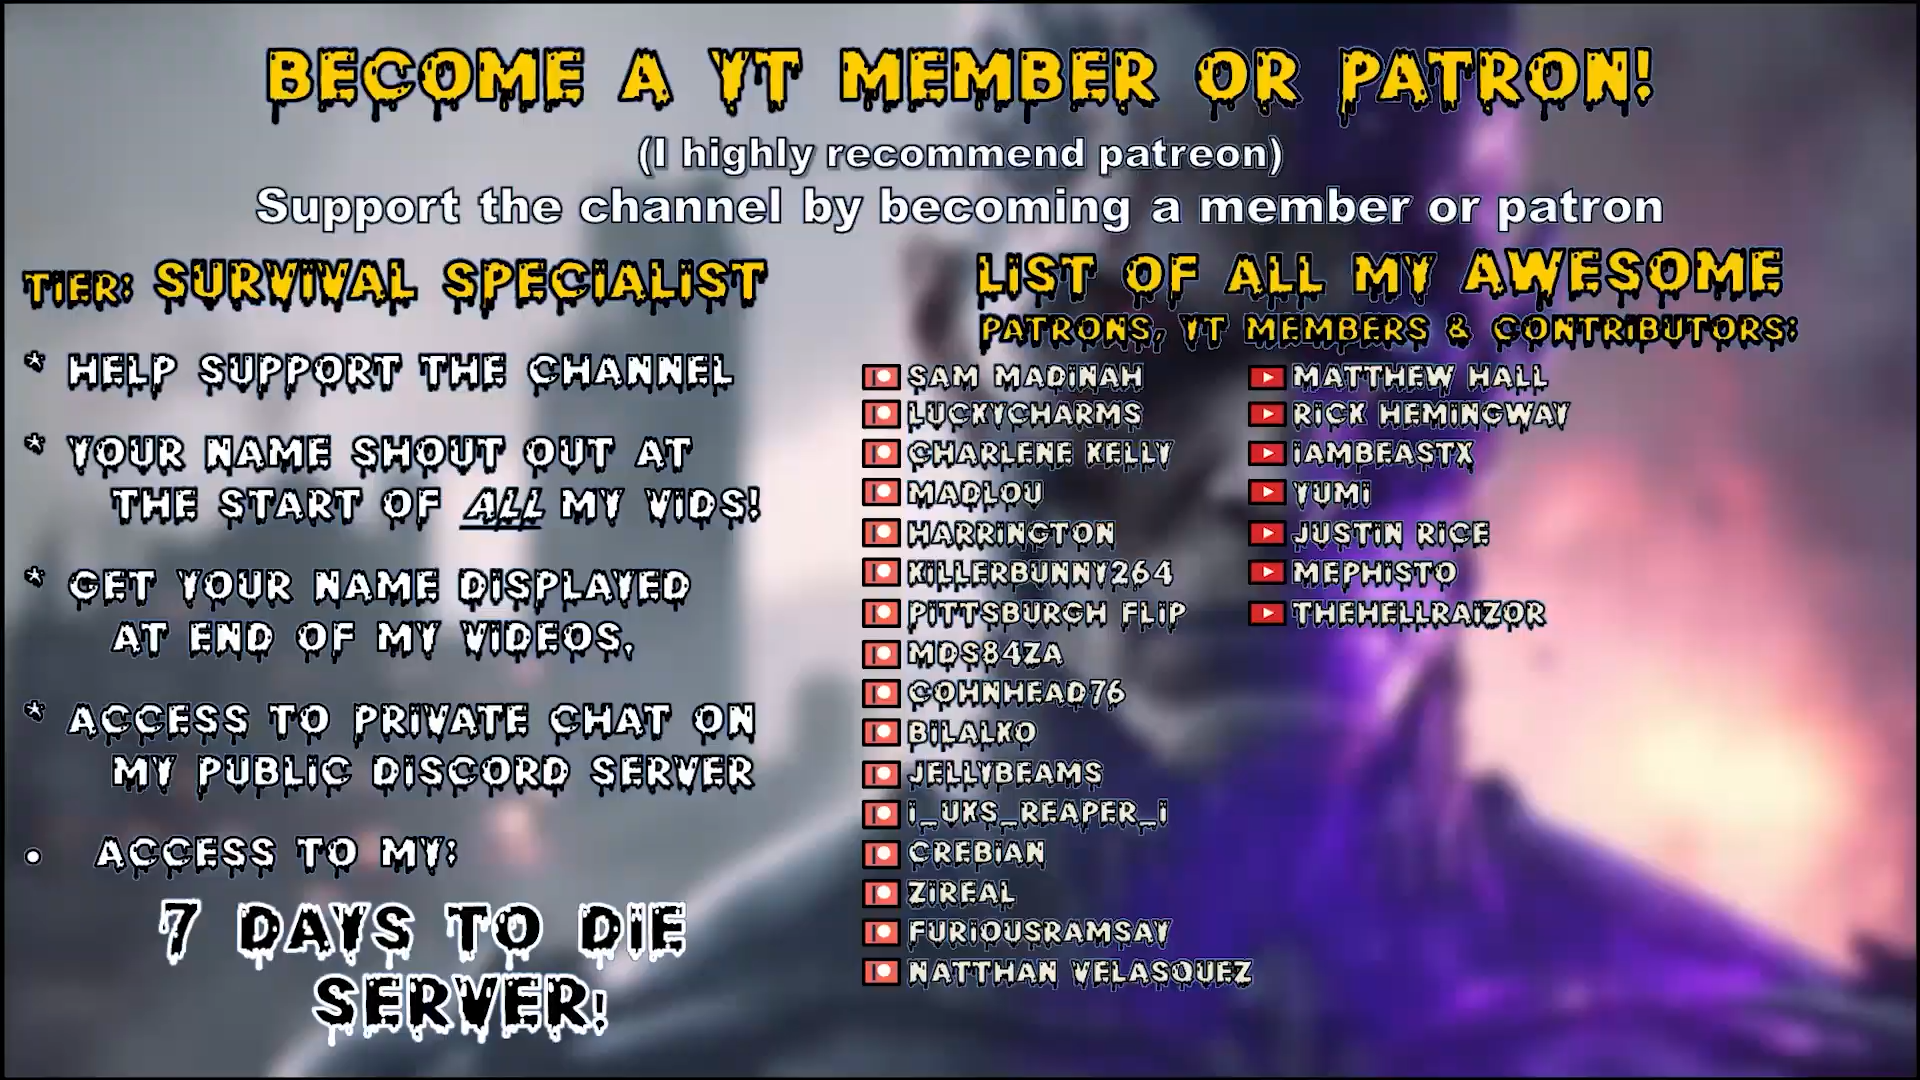 BECOME A YT MEMBER OR PATRON!
(I highly recommend patreon)
Support the channel by becoming a member or patron
TIER: SURVIVAL SPECIALIST
* HELP SUPPORT THE CHANNEL
* YOUR NAME SHOUT OUT AT
THE START OF ALL MY VIDS!
* GET YOUR NAME DISPLAYED
AT END OF MY VIDEOS,
* ACCESS TO PRIVATE CHAT ON
MY PUBLIC DISCORD SERVER
• ACCESS TO MY:
7 DAYS TO DIE
SERVER!
LIST OF ALL MY AWESOME
PATRONS, YT MEMBERS & CONTRIBUTORS:
SAM MADINAH
LUCKYCHARMS
CHARLENE KELLY
MADLOU
HARRINGTON
KILLERBUNNY264
PITTSBURGH FLIP
MDS84ZA
COHNHEAD76
BILALKO
JELLYBEAMS
I_UKS_REAPER_I
CREBIAN
ZIREAL
FURIOUSRAMSAY
NATTHAN VELASQUEZ
MATTHEW HALL
RICK HEMINGWAY
IAMBEASTX
YUMI
JUSTIN RICE
MEPHISTO
THEHELLRAIZOR